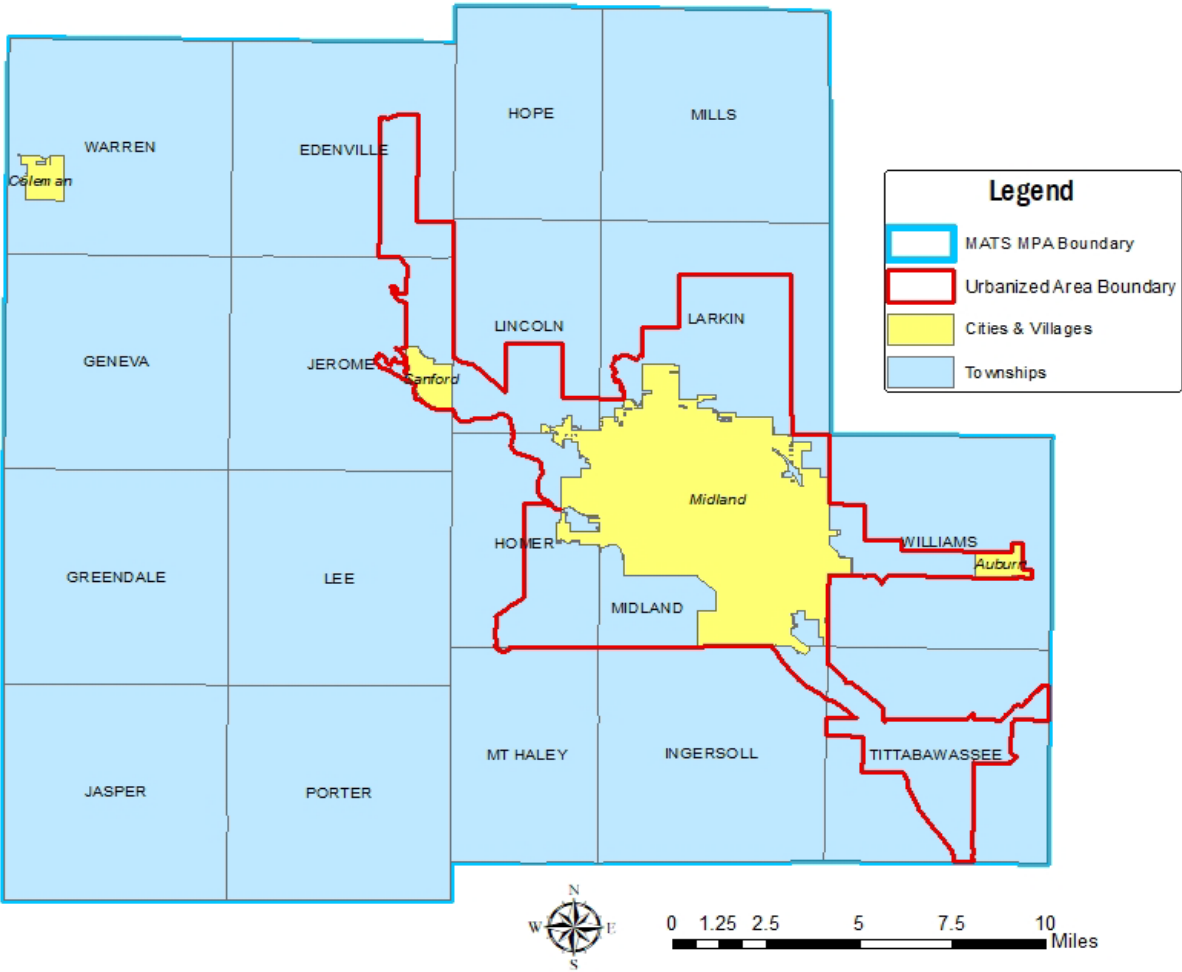 HOPE
MILLS
WARREN
EDENVILLE
Coleman
Legend
MATS MPA Boundary
Urbanized Area Boundary
Cities & Villages
Townships
LINCOLN
LARKIN
GENEVA
JEROME
Sanford
Midland
HOMER
WILLIAMS
Auburn
GREENDALE
LEE
MIDLAND
MT HALEY
INGERSOLL
TITTABAWASSEE
JASPER
PORTER
N
W E
S
0 1.25 2.5 5 7.5 10
Miles